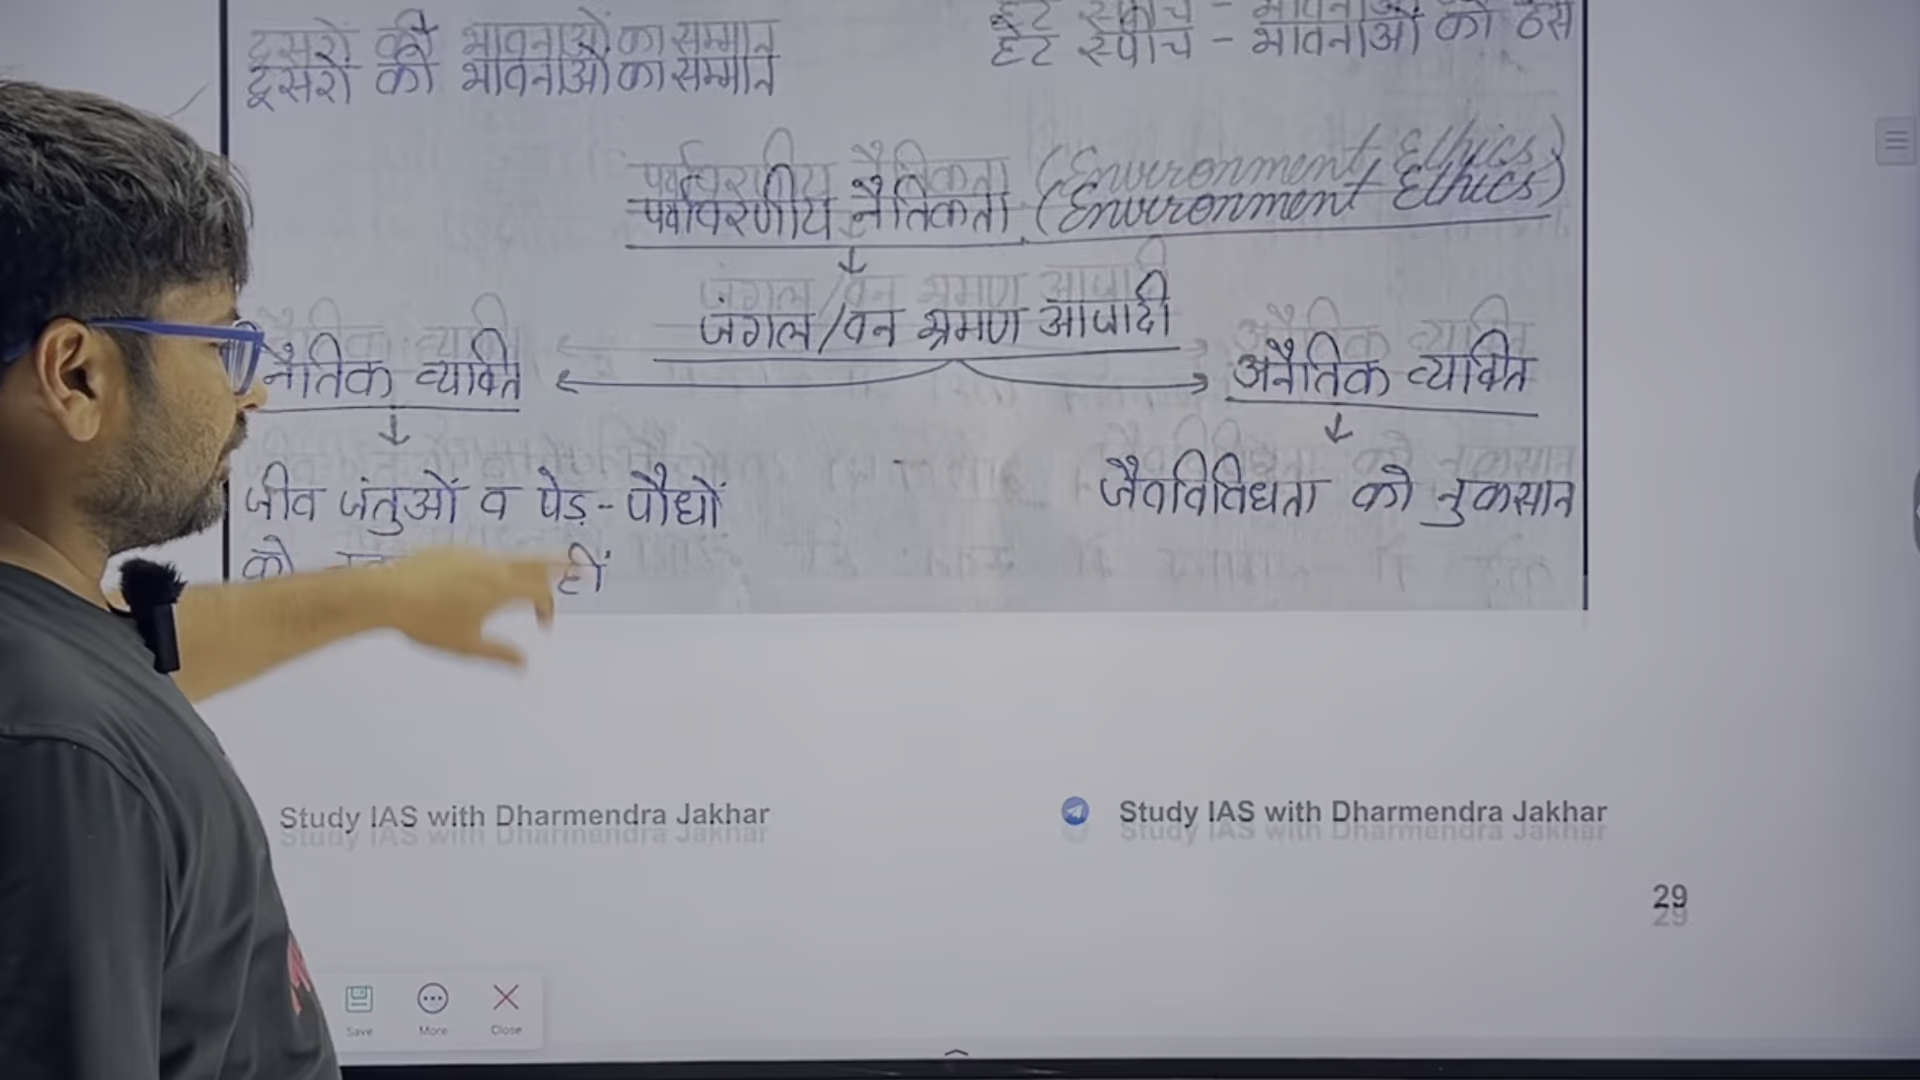 दूसरों की भावनाओं का सम्मान
हेट स्पीच - भावनाओं को ठेस
पर्यावरणीय नैतिकता (Environment Ethics)
जंगल/वन भ्रमण आजादी
नैतिक व्यक्ति
अनैतिक व्यक्ति
जीव जंतुओं व पेड़-पौधों
को
जैवविविधता को नुकसान
Study IAS with Dharmendra Jakhar
Study IAS with Dharmendra Jakhar
29
Save More Close